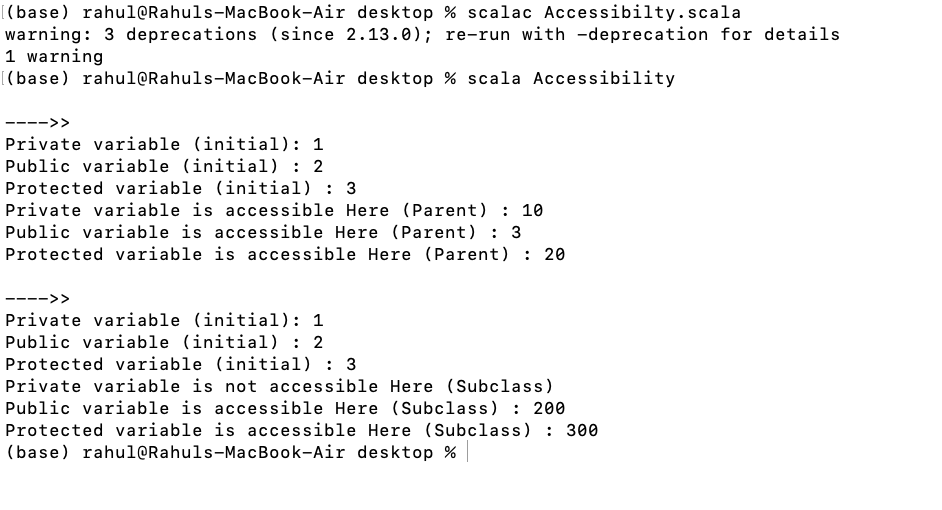 (base) rahul@Rahuls-MacBook-Air desktop % scalac Accessibilty.scala
warning: 3 deprecations (since 2.13.0); re-run with -deprecation for details
1 warning
(base) rahul@Rahuls-MacBook-Air desktop % scala Accessibility
---->>
Private variable (initial): 1
Public variable (initial) : 2
Protected variable (initial) : 3
Private variable is accessible Here (Parent) : 10
Public variable is accessible Here (Parent) : 3
Protected variable is accessible Here (Parent) : 20
---->>
Private variable (initial): 1
Public variable (initial) : 2
Protected variable (initial) : 3
Private variable is not accessible Here (Subclass)
Public variable is accessible Here (Subclass) : 200
Protected variable is accessible Here (Subclass) : 300
(base) rahul@Rahuls-MacBook-Air desktop %